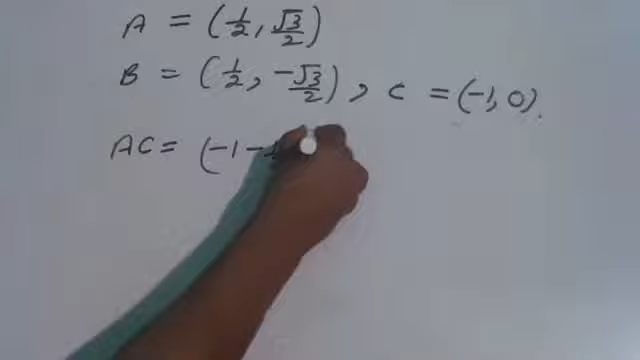 A = (1/2, √3/2)
B = (1/2, -√3/2), C = (-1, 0).
AC = (-1 -